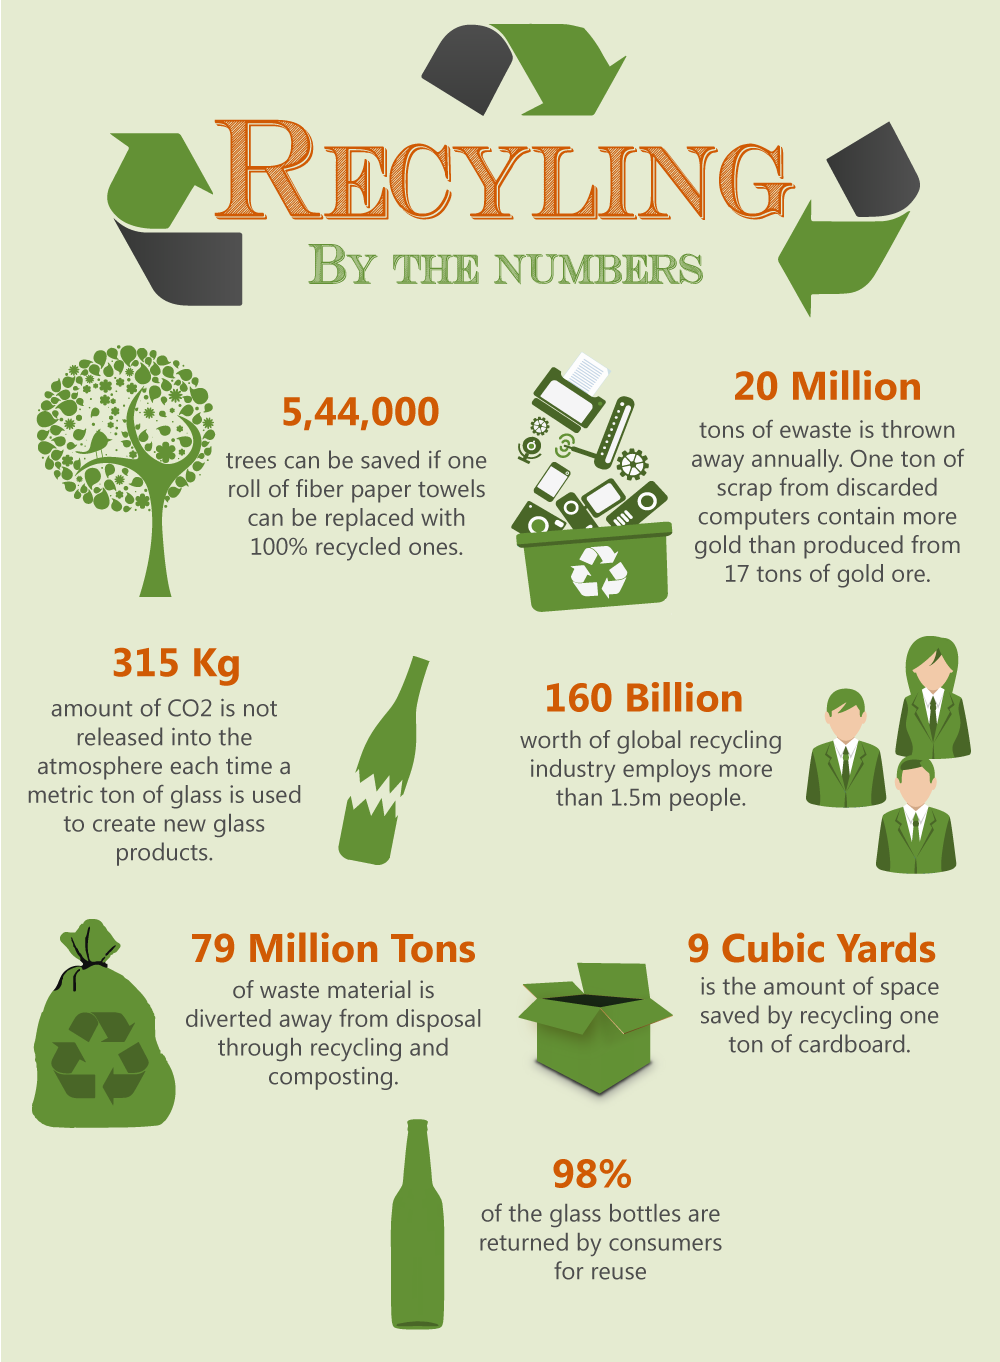 RECYLING
BY THE NUMBERS
5,44,000
trees can be saved if one
roll of fiber paper towels
can be replaced with
100% recycled ones.
20 Million
tons of ewaste is thrown
away annually. One ton of
scrap from discarded
computers contain more
gold than produced from
17 tons of gold ore.
315 Kg
amount of CO2 is not
released into the
atmosphere each time a
metric ton of glass is used
to create new glass
products.
160 Billion
worth of global recycling
industry employs more
than 1.5m people.
79 Million Tons
of waste material is
diverted away from disposal
through recycling and
composting.
9 Cubic Yards
is the amount of space
saved by recycling one
ton of cardboard.
98%
of the glass bottles are
returned by consumers
for reuse